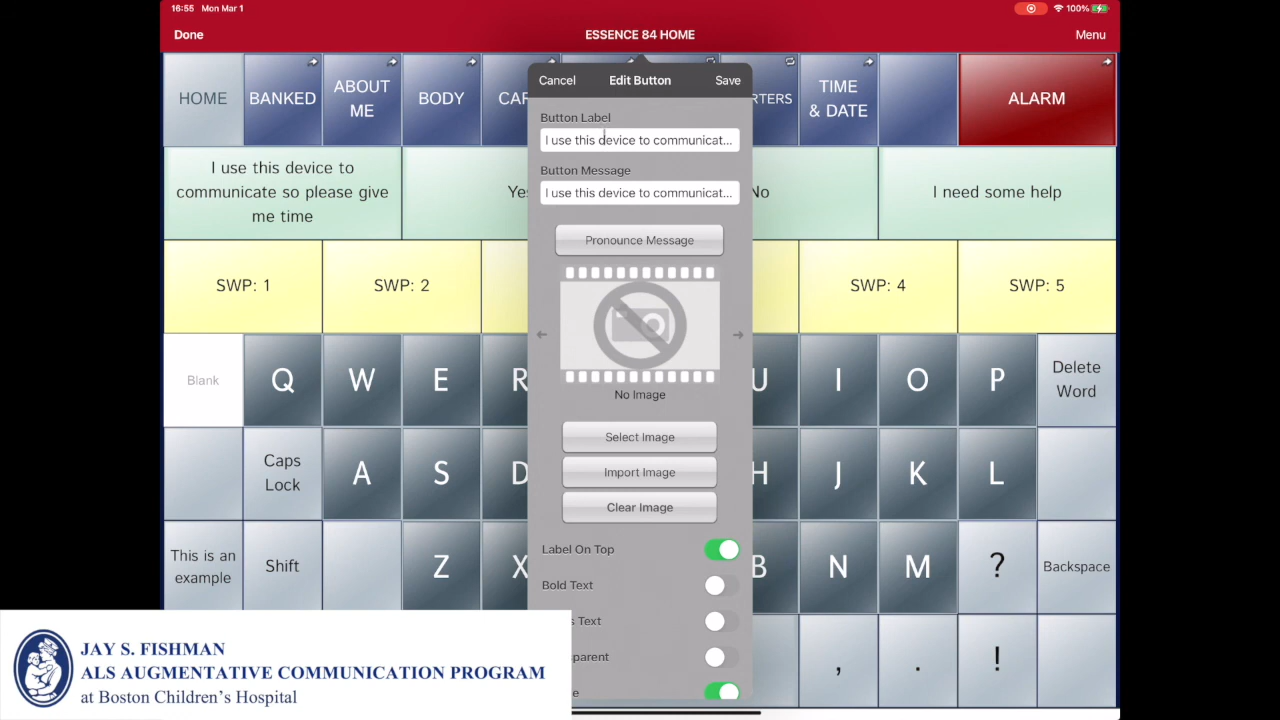 16:55 Mon Mar 1
100%
Done
ESSENCE 84 HOME
Menu
HOME
BANKED
ABOUT
ME
BODY
CAR
RTERS
TIME
& DATE
ALARM
Cancel
Edit Button
Save
Button Label
I use this device to communicat...
Button Message
I use this device to communicat...
Pronounce Message
No Image
Select Image
Import Image
Clear Image
Label On Top
Bold Text
s Text
parent
I use this device to
communicate so please give
me time
Yes
No
I need some help
SWP: 1
SWP: 2
SWP: 4
SWP: 5
Blank
Q
W
E
R
U
I
O
P
Delete
Word
Caps
Lock
A
S
D
H
J
K
L
This is an
example
Shift
Z
X
B
N
M
?
Backspace
,
.
!
JAY S. FISHMAN
ALS AUGMENTATIVE COMMUNICATION PROGRAM
at Boston Children's Hospital